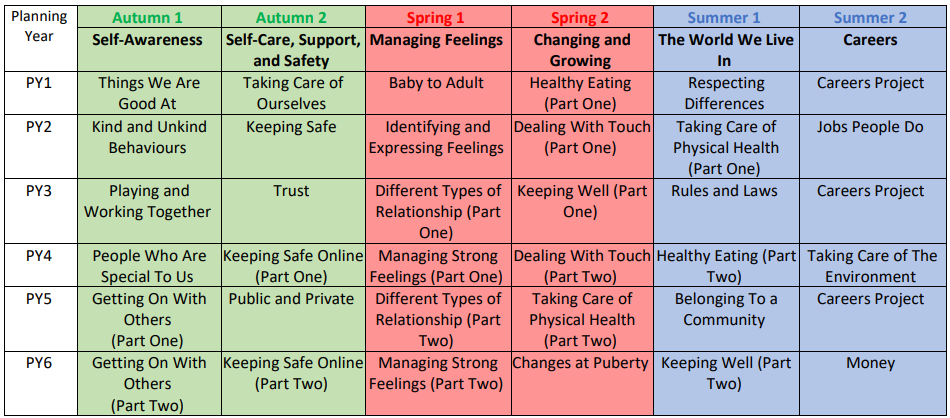 Planning Year Autumn 1 Autumn 2 Spring 1 Spring 2 Summer 1 Summer 2
Self-Awareness
Self-Care, Support,
and Safety
Managing Feelings
Changing and
Growing
The World We Live
In
Careers
PY1
Things We Are
Good At
Taking Care of
Ourselves
Baby to Adult
Healthy Eating
(Part One)
Respecting
Differences
Careers Project
PY2
Kind and Unkind
Behaviours
Keeping Safe
Identifying and
Expressing Feelings
Dealing With Touch
(Part One)
Taking Care of
Physical Health
(Part One)
Jobs People Do
PY3
Playing and
Working Together
Trust
Different Types of
Relationship (Part
One)
Keeping Well (Part
One)
Rules and Laws
Careers Project
PY4
People Who Are
Special To Us
Keeping Safe Online
(Part One)
Managing Strong
Feelings (Part One)
Dealing With Touch
(Part Two)
Healthy Eating (Part
Two)
Taking Care of The
Environment
PY5
Getting On With
Others
(Part One)
Public and Private
Different Types of
Relationship (Part
Two)
Taking Care of
Physical Health
(Part Two)
Belonging To a
Community
Careers Project
PY6
Getting On With
Others
(Part Two)
Keeping Safe Online
(Part Two)
Managing Strong
Feelings (Part Two)
Changes at Puberty
Keeping Well (Part
Two)
Money